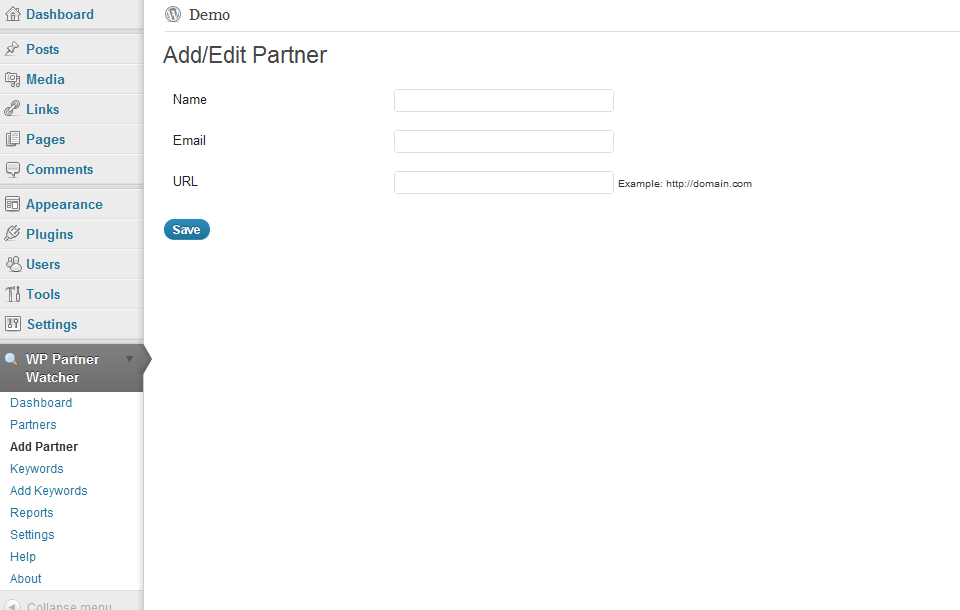 Dashboard
Posts
Media
Links
Pages
Comments
Appearance
Plugins
Users
Tools
Settings
WP Partner
Watcher
Dashboard
Partners
Add Partner
Keywords
Add Keywords
Reports
Settings
Help
About
Collapse menu
Demo
Add/Edit Partner
Name
Email
URL
Example: http://domain.com
Save